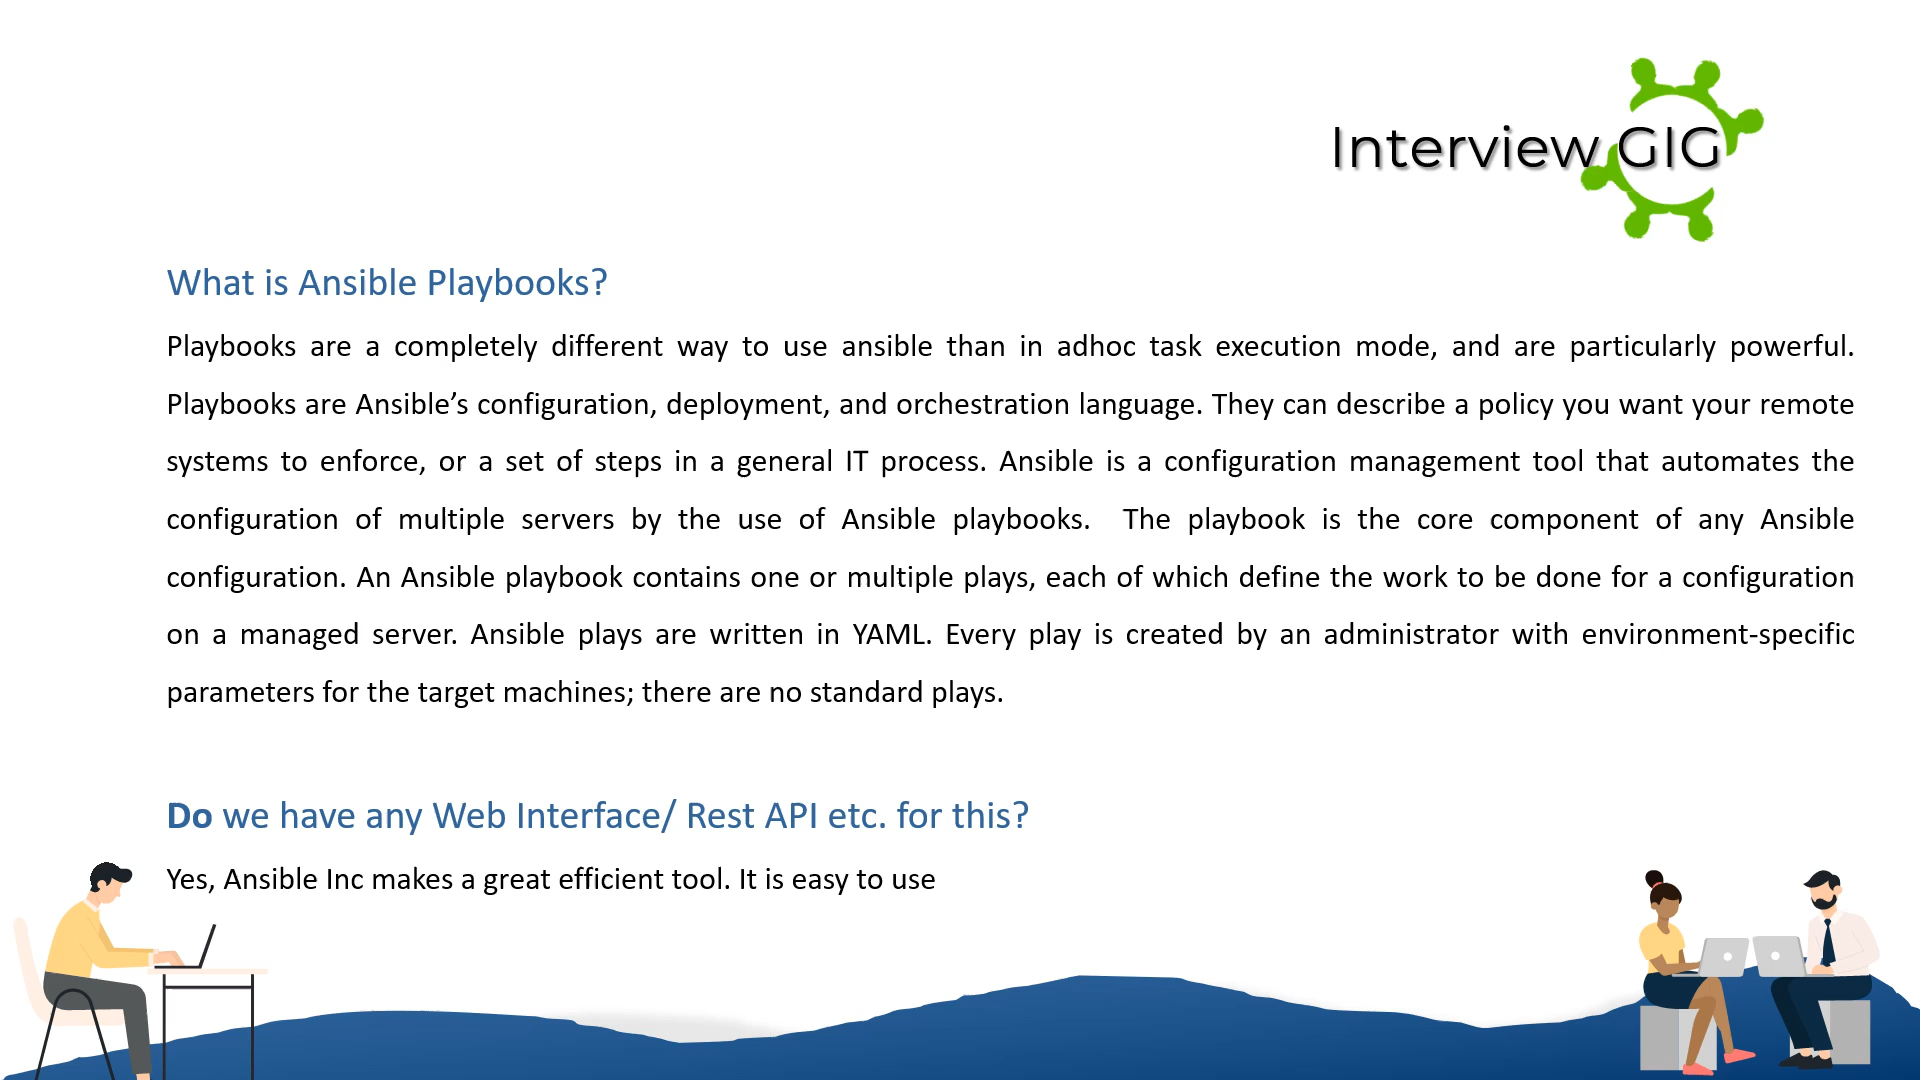 Interview GIG
What is Ansible Playbooks?
Playbooks are a completely different way to use ansible than in adhoc task execution mode, and are particularly powerful.
Playbooks are Ansible’s configuration, deployment, and orchestration language. They can describe a policy you want your remote
systems to enforce, or a set of steps in a general IT process. Ansible is a configuration management tool that automates the
configuration of multiple servers by the use of Ansible playbooks.  The playbook is the core component of any Ansible
configuration. An Ansible playbook contains one or multiple plays, each of which define the work to be done for a configuration
on a managed server. Ansible plays are written in YAML. Every play is created by an administrator with environment-specific
parameters for the target machines; there are no standard plays.
Do we have any Web Interface/ Rest API etc. for this?
Yes, Ansible Inc makes a great efficient tool. It is easy to use